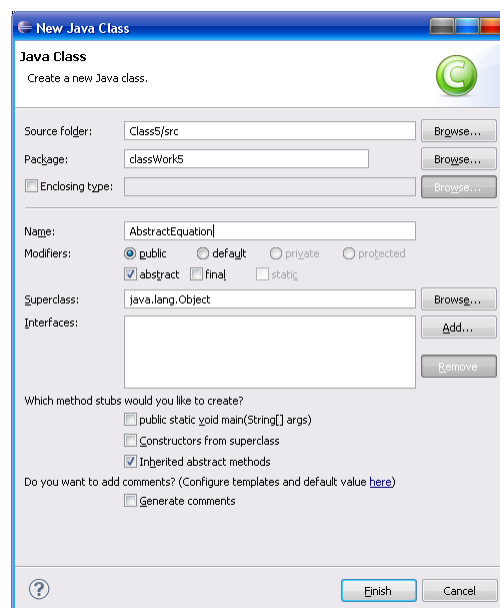 New Java Class
Java Class
Create a new Java class.
C
Source folder: Class5/src Browse...
Package: classWork5 Browse...
Enclosing type: Browse...
Name: AbstractEquation
Modifiers: public default private protected
abstract final static
Superclass: java.lang.Object Browse...
Interfaces: Add...
Remove
Which method stubs would you like to create?
public static void main(String[] args)
Constructors from superclass
Inherited abstract methods
Do you want to add comments? (Configure templates and default value here)
Generate comments
? Finish Cancel